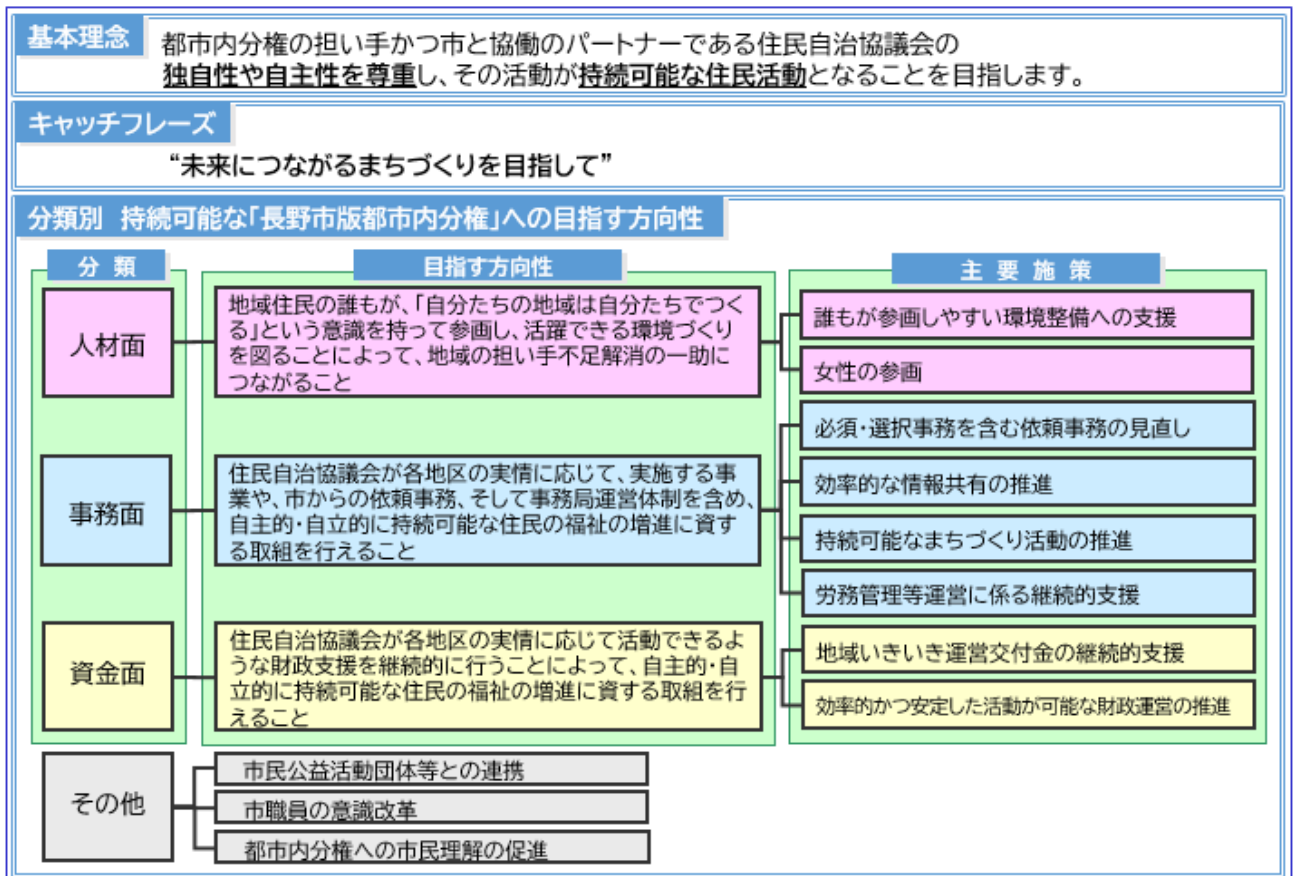 基本理念
都市内分権の担い手かつ市と協働のパートナーである住民自治協議会の
独自性や自主性を尊重し、その活動が持続可能な住民活動となることを目指します。
キャッチフレーズ
“未来につながるまちづくりを目指して”
分類別　持続可能な「長野市版都市内分権」への目指す方向性
分類
目指す方向性
主要施策
人材面
地域住民の誰もが、「自分たちの地域は自分たちでつく
る」という意識を持って参画し、活躍できる環境づくり
を図ることによって、地域の担い手不足解消の一助に
つながること
誰もが参画しやすい環境整備への支援
女性の参画
事務面
住民自治協議会が各地区の実情に応じて、実施する事
業や、市からの依頼事務、そして事務局運営体制を含め、
自主的・自立的に持続可能な住民の福祉の増進に資す
る取組を行えること
必須・選択事務を含む依頼事務の見直し
効率的な情報共有の推進
持続可能なまちづくり活動の推進
労務管理等運営に係る継続的支援
資金面
住民自治協議会が各地区の実情に応じて活動できるよ
うな財政支援を継続的に行うことによって、自主的・自
立的に持続可能な住民の福祉の増進に資する取組を行
えること
地域いきいき運営交付金の継続的支援
効率的かつ安定した活動が可能な財政運営の推進
その他
市民公益活動団体等との連携
市職員の意識改革
都市内分権への市民理解の促進